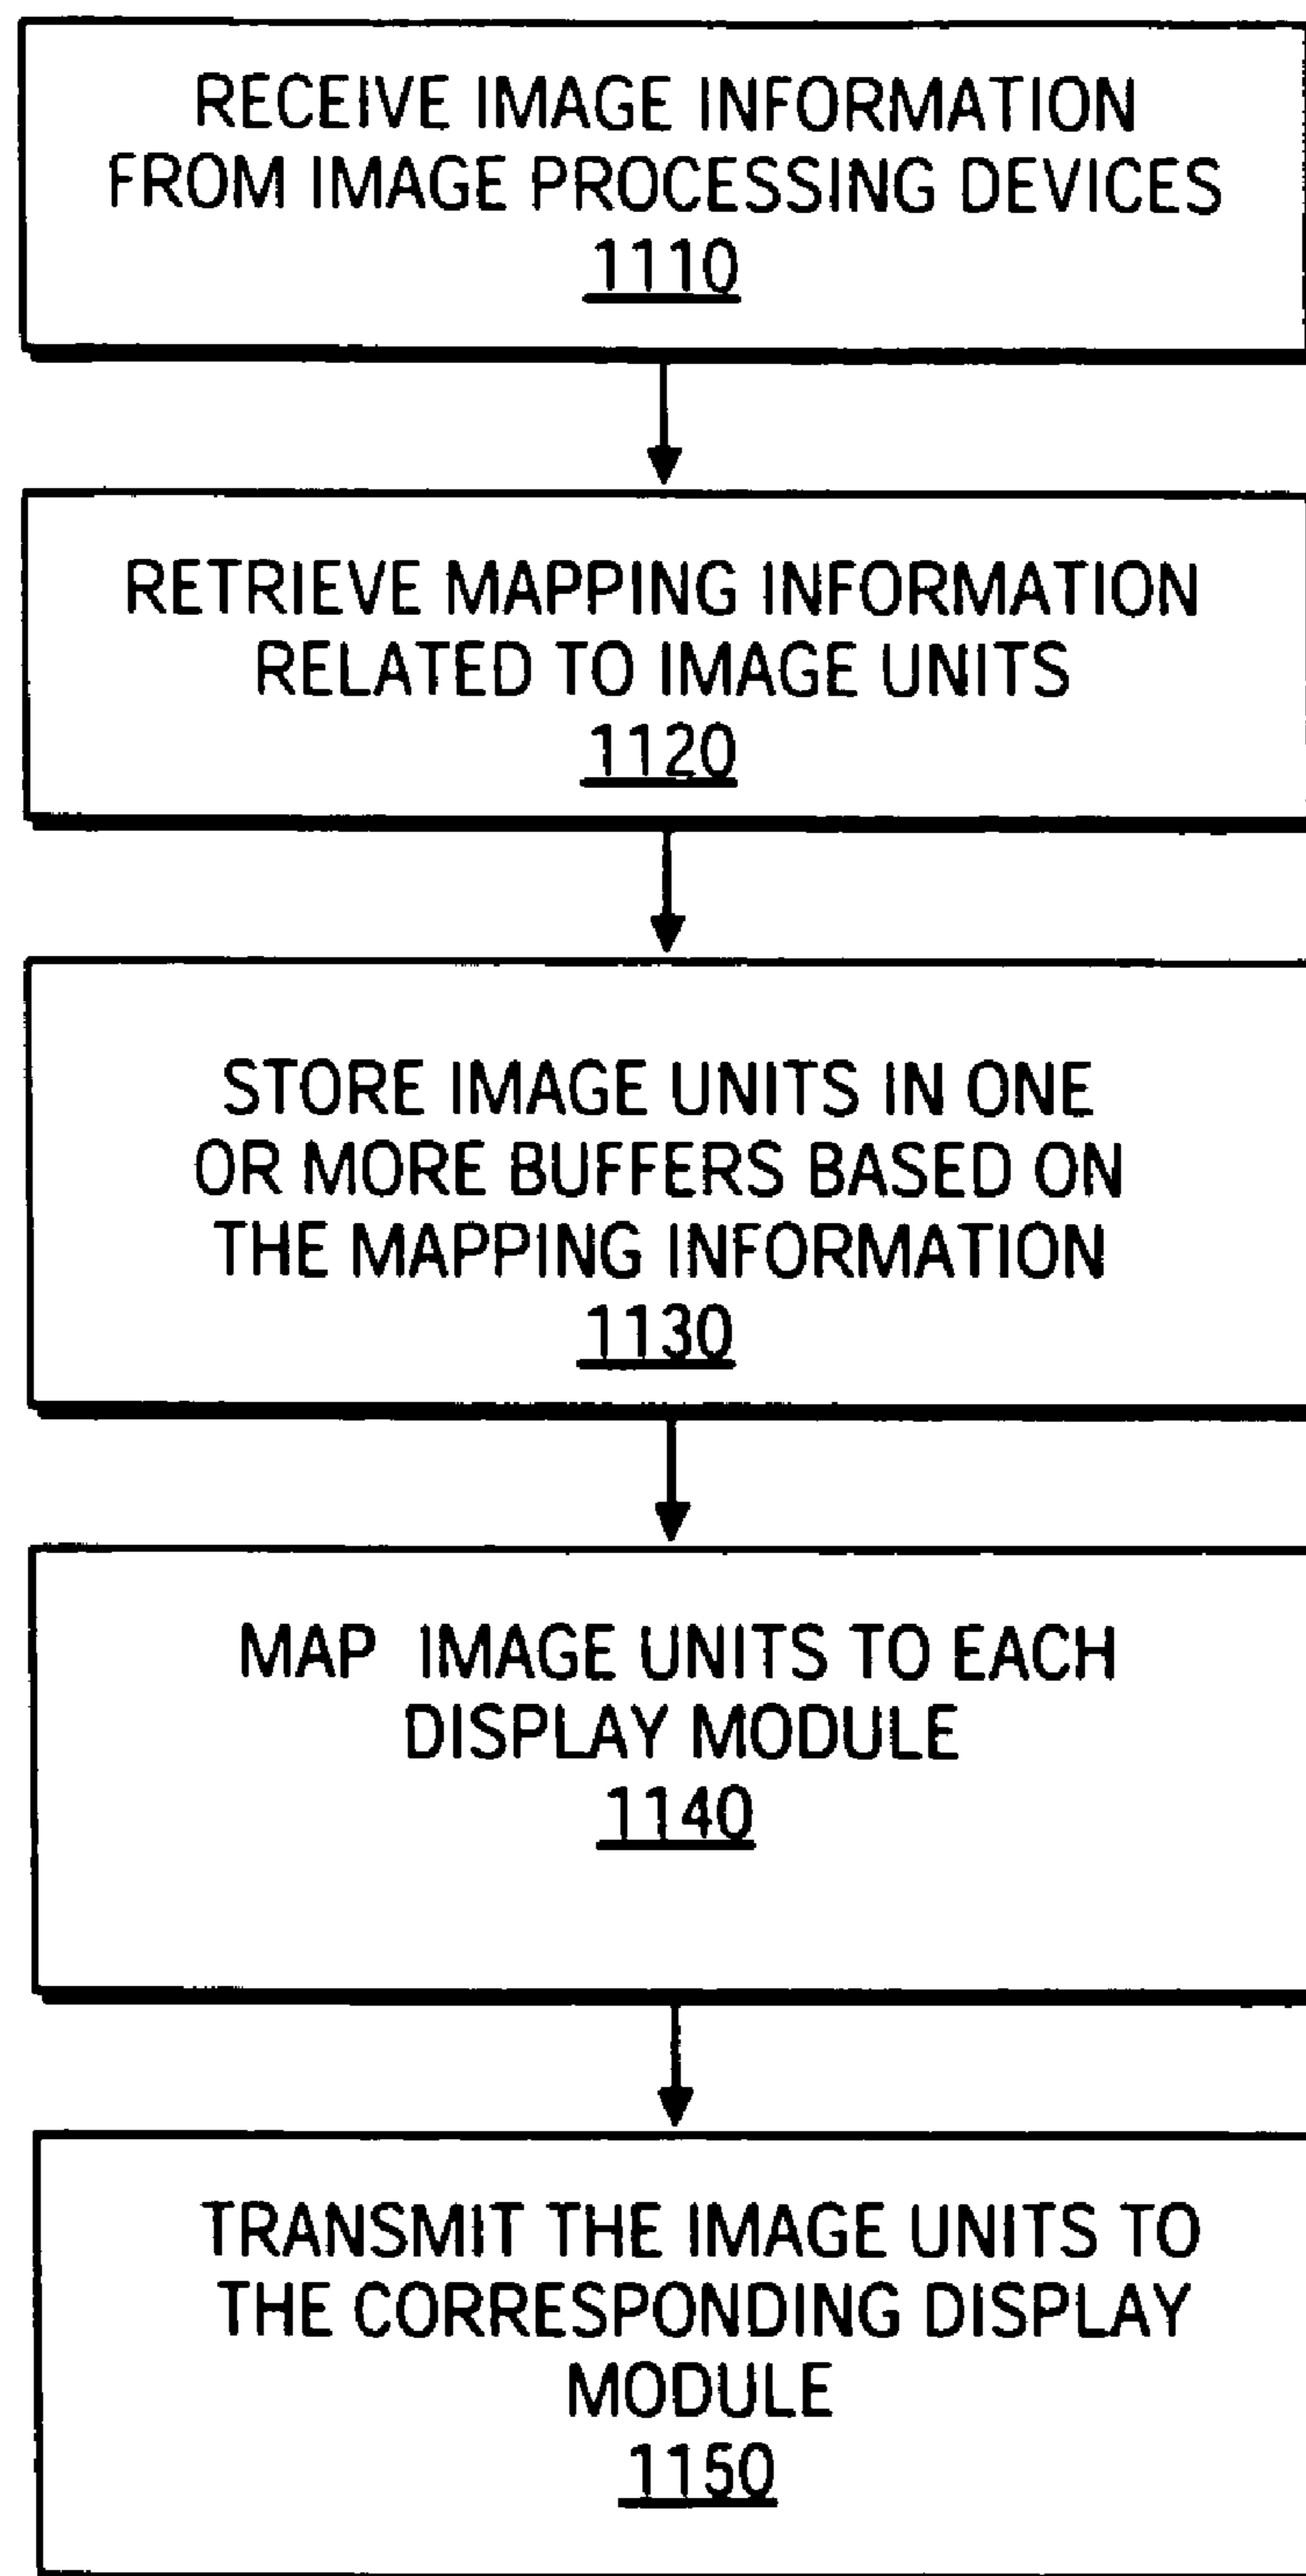 RECEIVE IMAGE INFORMATION
FROM IMAGE PROCESSING DEVICES
1110
RETRIEVE MAPPING INFORMATION
RELATED TO IMAGE UNITS
1120
STORE IMAGE UNITS IN ONE
OR MORE BUFFERS BASED ON
THE MAPPING INFORMATION
1130
MAP IMAGE UNITS TO EACH
DISPLAY MODULE
1140
TRANSMIT THE IMAGE UNITS TO
THE CORRESPONDING DISPLAY
MODULE
1150